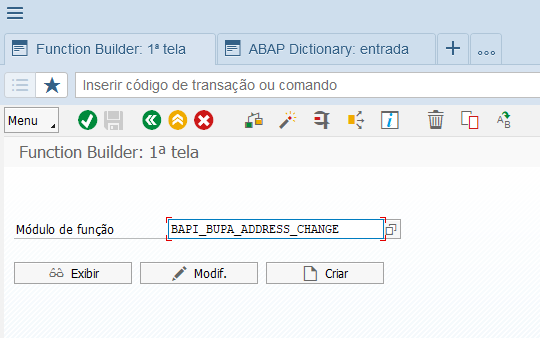 Function Builder: 1ª tela
ABAP Dictionary: entrada
Inserir código de transação ou comando
Menu
Function Builder: 1ª tela
Módulo de função BAPI_BUPA_ADDRESS_CHANGE
Exibir Modif. Criar